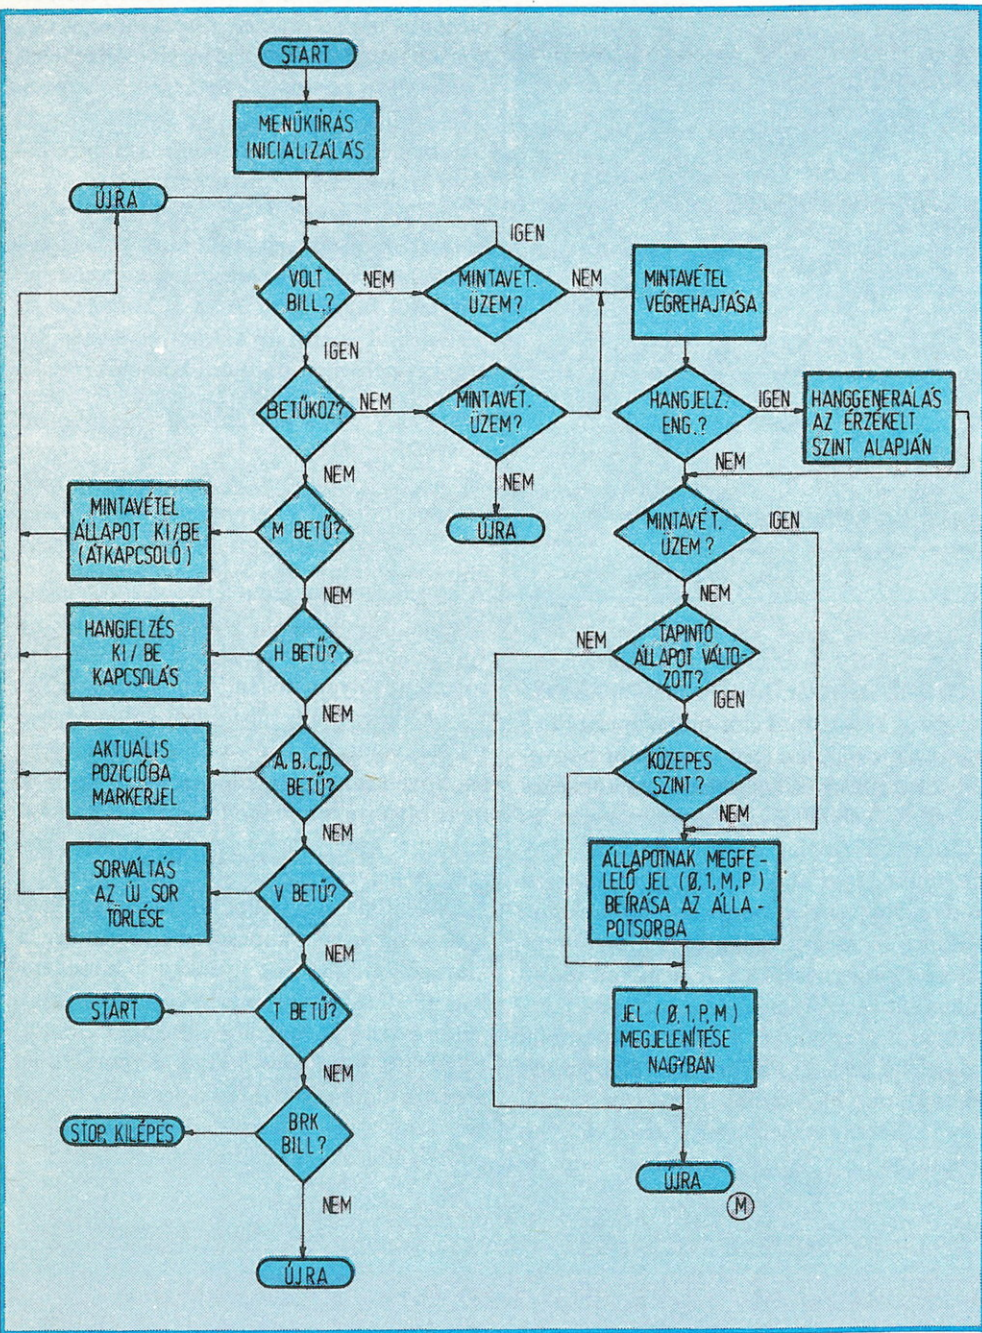 START
MENŰKIÍRÁS
INICIALIZÁLÁS
ÚJRA
IGEN
VOLT
BILL.?
NEM
MINTAVÉT.
ÜZEM?
NEM
MINTAVÉTEL
VÉGREHAJTÁSA
IGEN
BETŰKÖZ?
NEM
MINTAVÉT.
ÜZEM?
HANGJELZ.
ENG.?
IGEN
HANGGENERÁLÁS
AZ ÉRZÉKELT
SZINT ALAPJÁN
NEM
NEM
NEM
MINTAVÉTEL
ÁLLAPOT KI/BE
(ÁTKAPCSOLÓ)
M BETŰ?
ÚJRA
MINTAVÉT.
ÜZEM?
IGEN
NEM
NEM
HANGJELZÉS
KI / BE
KAPCSOLÁS
H BETŰ?
NEM
TAPINTÓ
ÁLLAPOT VÁLTO-
ZOTT?
NEM
IGEN
AKTUÁLIS
POZICIÓBA
MARKERJEL
A, B, C, D,
BETŰ?
KÖZEPES
SZINT?
NEM
NEM
SORVÁLTÁS
AZ ÚJ SOR
TÖRLÉSE
V BETŰ?
ÁLLAPOTNAK MEGFE-
LELŐ JEL (Ø, 1, M, P)
BEÍRÁSA AZ ÁLLA-
POTSORBA
NEM
START
T BETŰ?
JEL (Ø, 1, P, M)
MEGJELENÍTÉSE
NAGYBAN
NEM
STOP, KILÉPÉS
BRK
BILL?
ÚJRA
M
NEM
ÚJRA